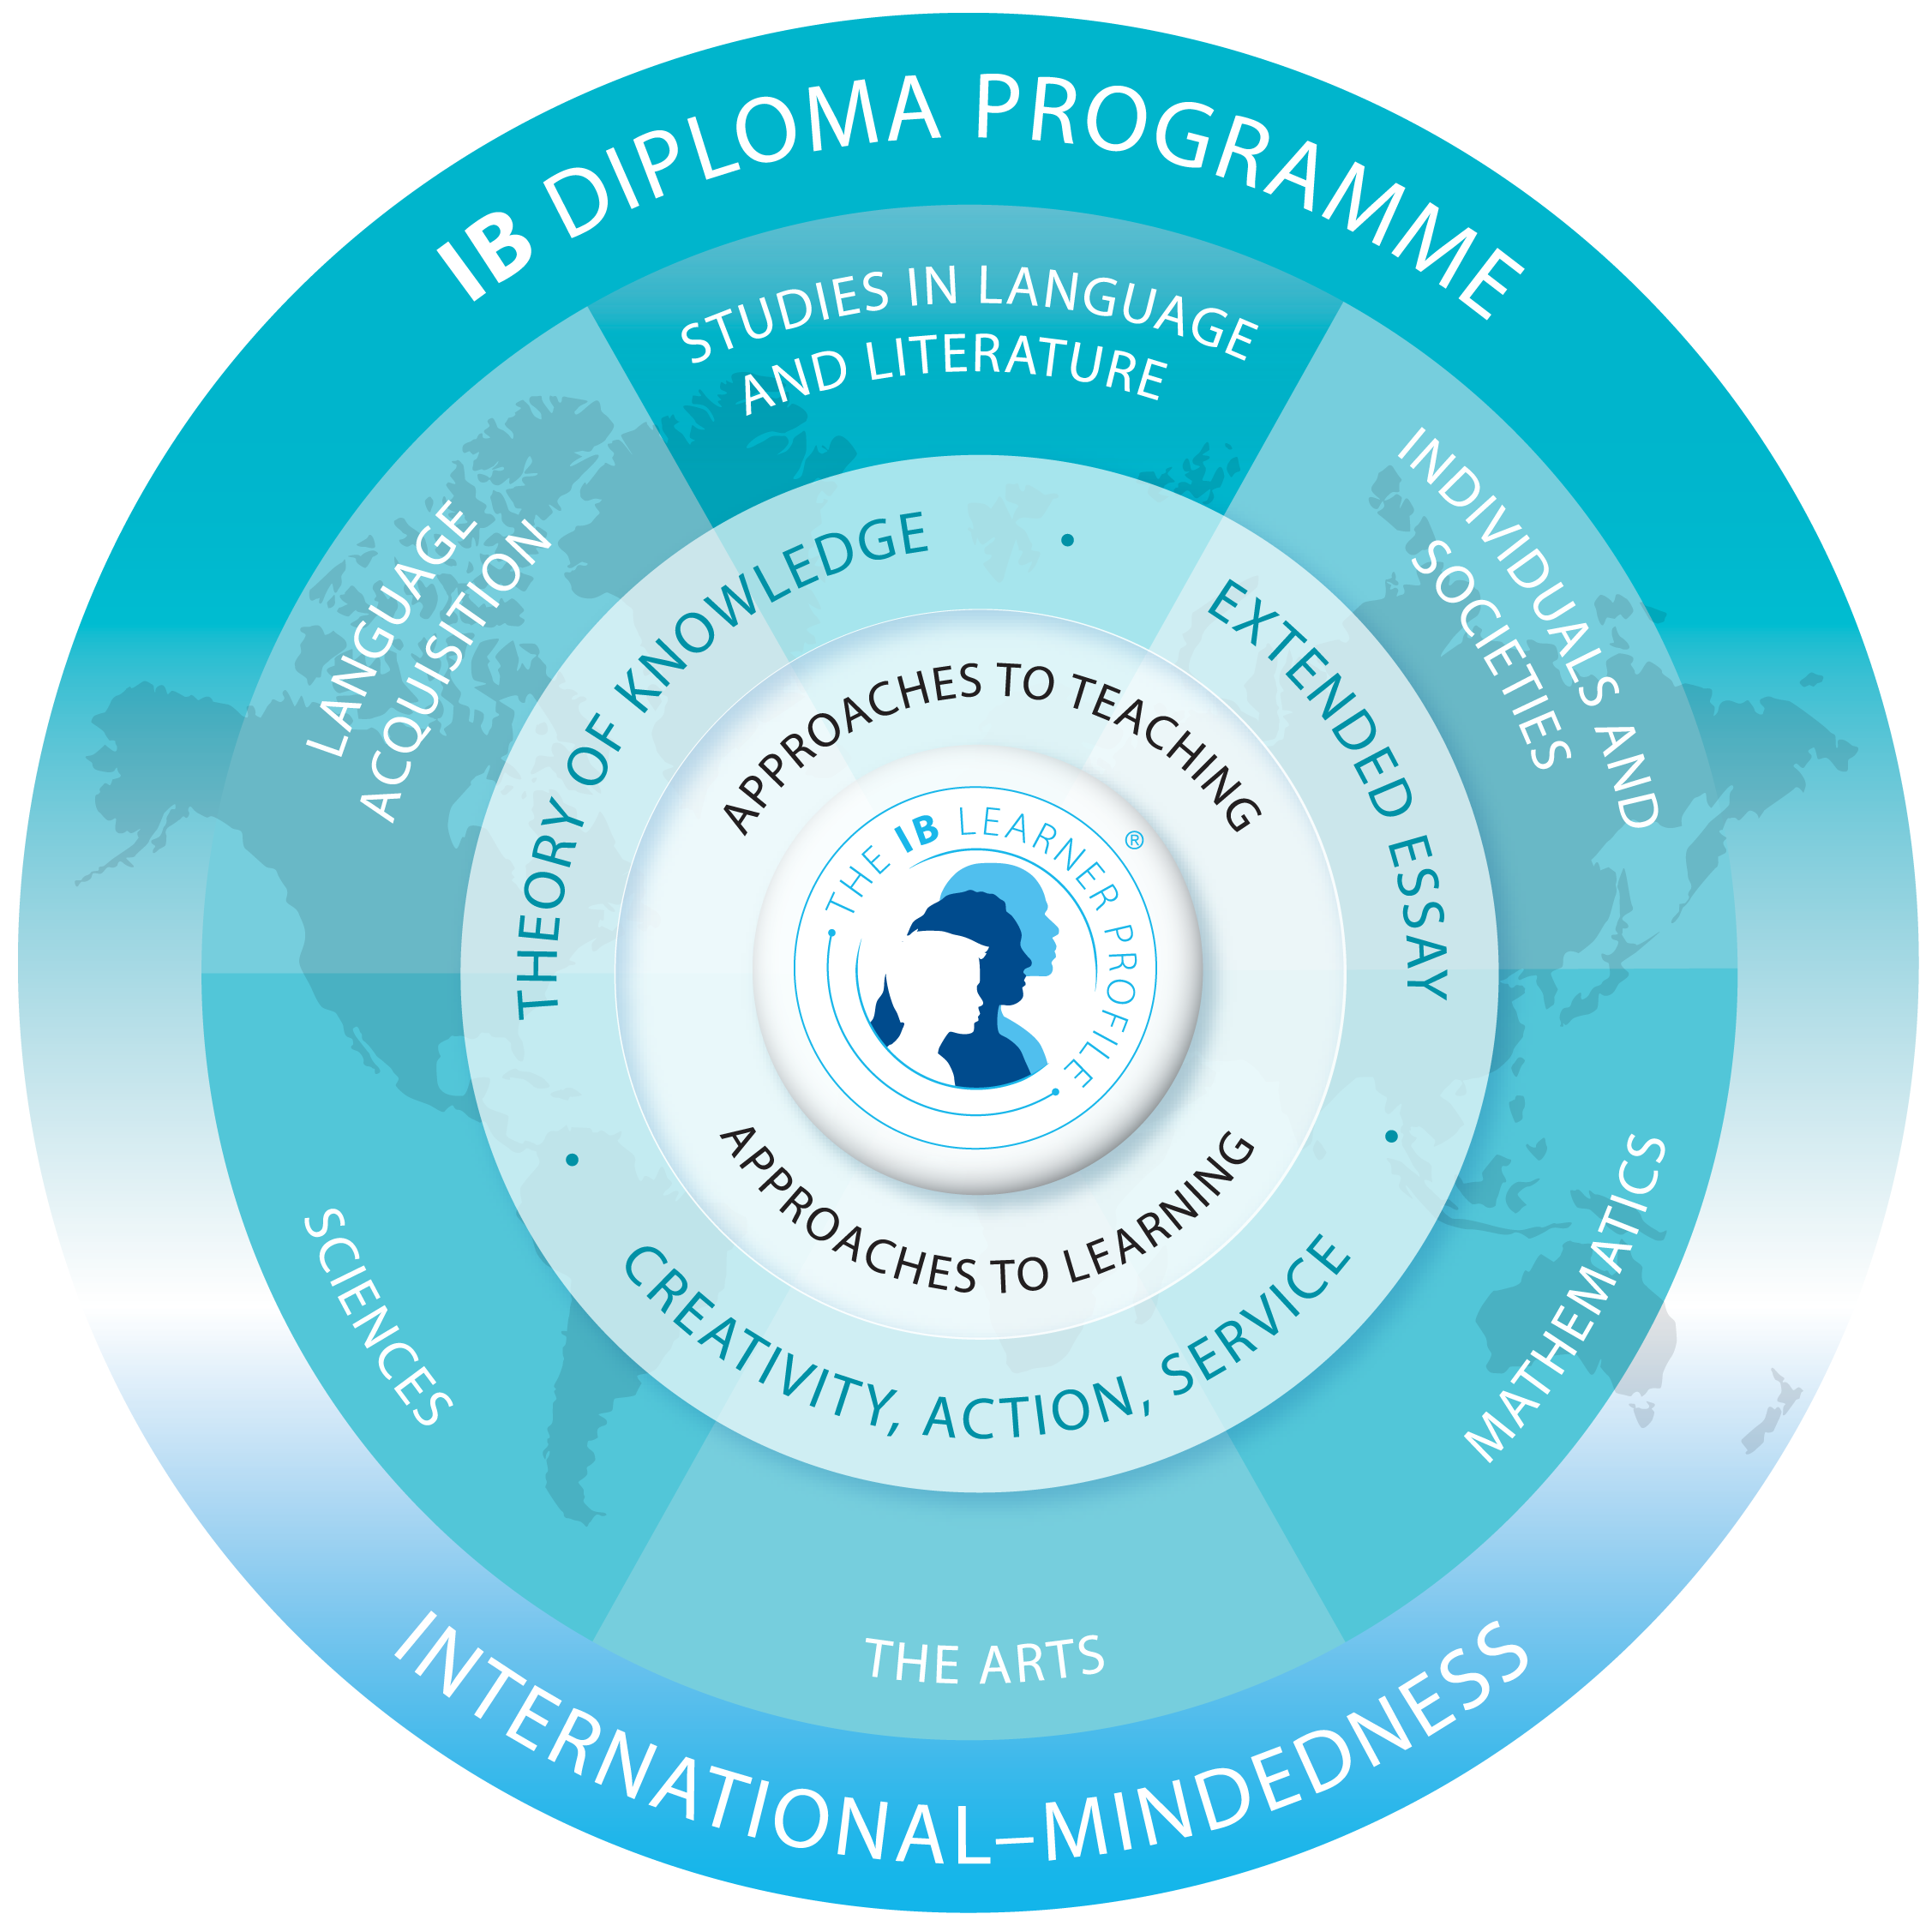 IB DIPLOMA PROGRAMME
STUDIES IN LANGUAGE
AND LITERATURE
LANGUAGE
ACQUISITION
INDIVIDUALS AND
SOCIETIES
THEORY OF KNOWLEDGE
EXTENDED ESSAY
APPROACHES TO TEACHING
THE IB LEARNER PROFILE
®
APPROACHES TO LEARNING
CREATIVITY, ACTION, SERVICE
SCIENCES
MATHEMATICS
THE ARTS
INTERNATIONAL–MINDEDNESS